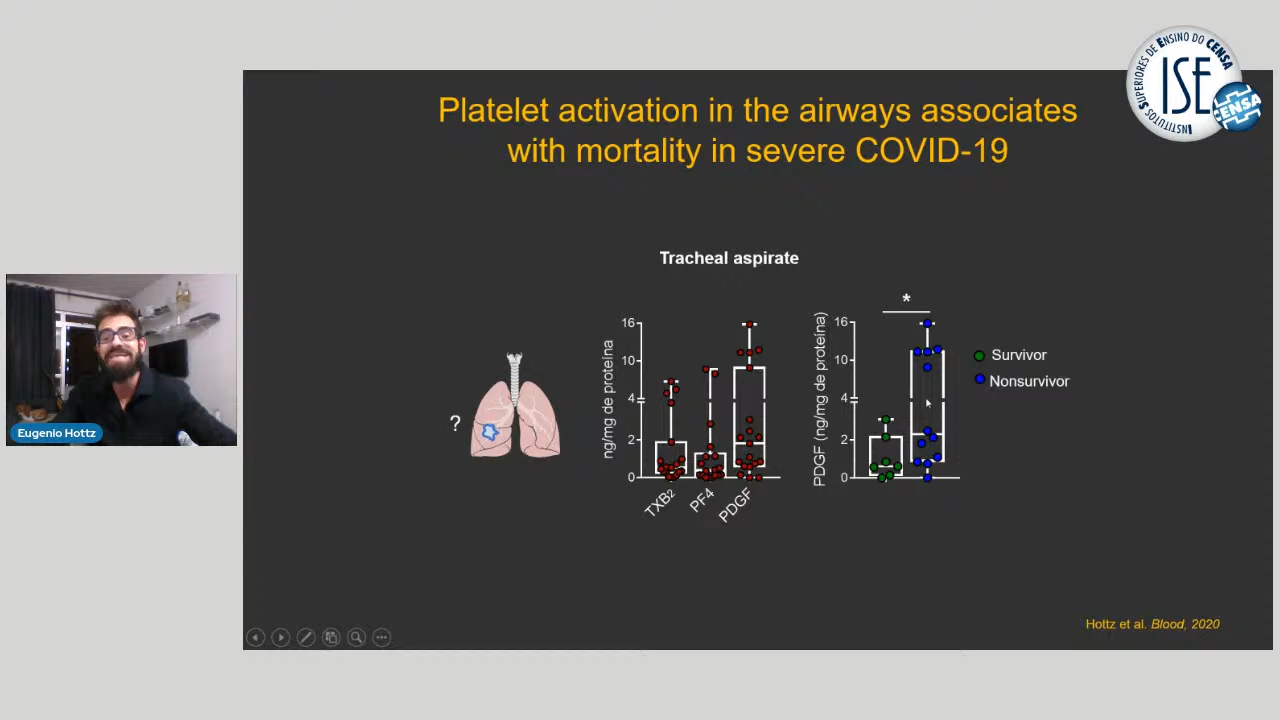 Platelet activation in the airways associates
with mortality in severe COVID-19
INSTITUTOS SUPERIORES DE ENSINO DO CENSA
ISE
CENSA
Tracheal aspirate
*
16
10
4
2
0
ng/mg de proteína
TXB2
PF4
PDGF
16
10
4
2
0
PDGF (ng/mg de proteína)
Survivor
Nonsurvivor
?
Eugenio Hottz
Hottz et al. Blood, 2020